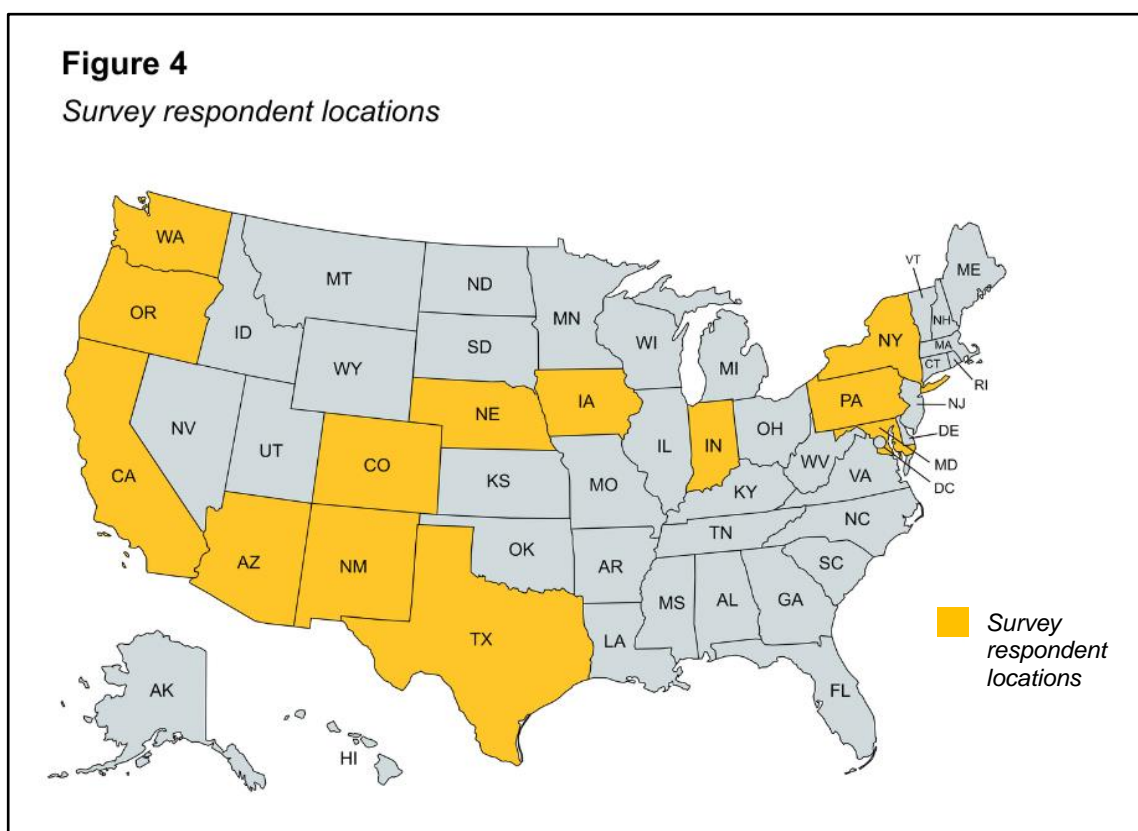 Figure 4
Survey respondent locations
WA
MT
ND
MN
VT
ME
OR
ID
SD
WI
MI
NY
NH
MA
CT
RI
WY
NE
IA
PA
NJ
NV
UT
CO
IL
IN
OH
DE
CA
KS
MO
WV
VA
MD
KY
DC
AZ
NM
OK
AR
TN
NC
SC
TX
LA
MS
AL
GA
FL
AK
HI
Survey
respondent
locations